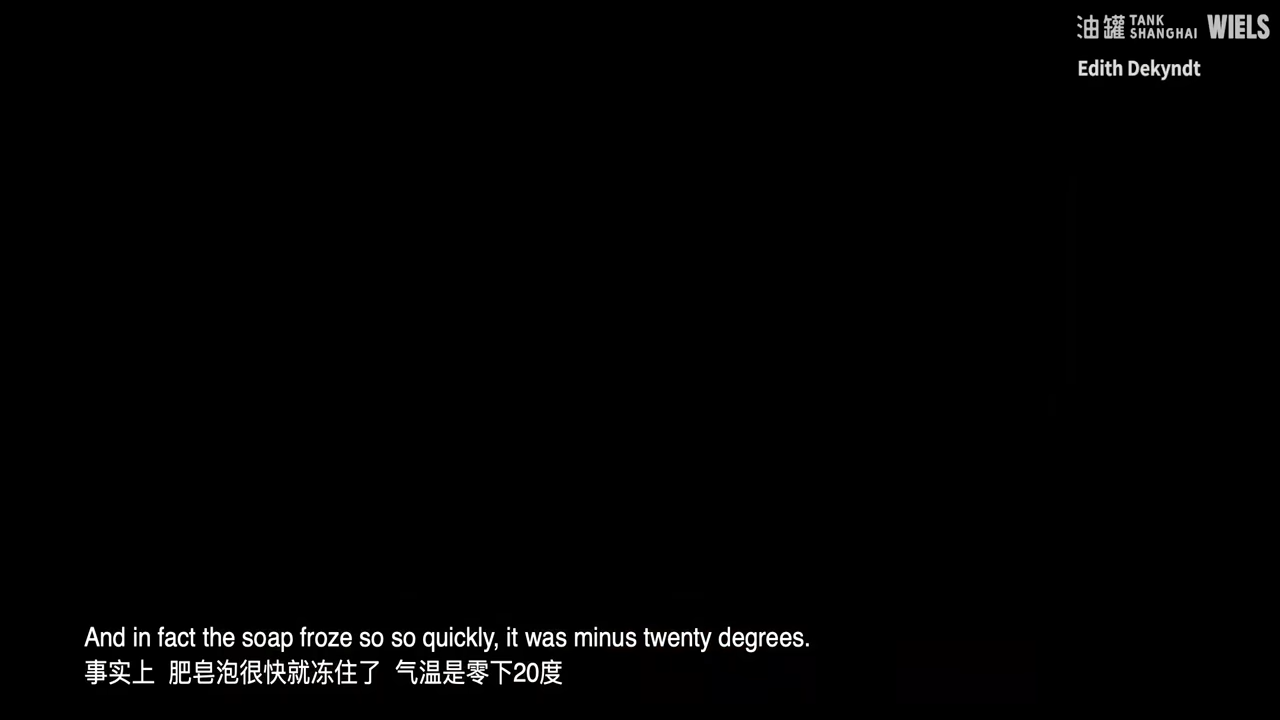 油罐 TANK SHANGHAI WIELS
Edith Dekyndt
And in fact the soap froze so so quickly, it was minus twenty degrees.
事实上 肥皂泡很快就冻住了 气温是零下20度